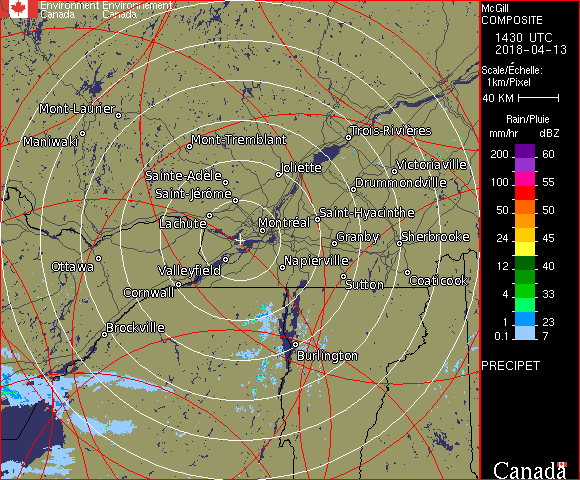 Environment Environnement
Canada Canada
McGill
COMPOSITE
1430 UTC
2018-04-13
Scale/Échelle:
1km/Pixel
40 KM
Rain/Pluie
mm/hr dBZ
200 60
100 55
50 50
24 45
12 40
4 33
1 23
0.1 7
PRECIPET
Canada
Mont-Laurier
Maniwaki
Mont-Tremblant
Trois-Rivières
Sainte-Adèle
Joliette
Victoriaville
Saint-Jérôme
Drummondville
Lachute
Montréal
Saint-Hyacinthe
Granby
Sherbrooke
Ottawa
Valleyfield
Napierville
Cornwall
Sutton
Coaticook
Brockville
Burlington